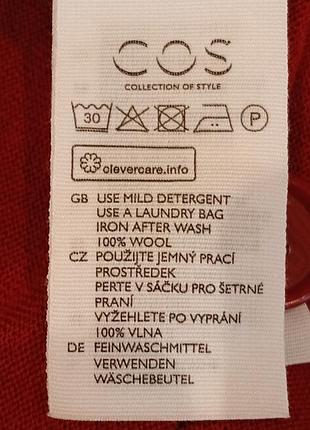 COS
COLLECTION OF STYLE
30 P
clevercare.info
GB USE MILD DETERGENT
USE A LAUNDRY BAG
IRON AFTER WASH
100% WOOL
CZ POUŽIJTE JEMNÝ PRACÍ
PROSTŘEDEK
PERTE V SÁČKU PRO ŠETRNÉ
PRANÍ
VYŽEHLETE PO VYPRÁNÍ
100% VLNA
DE FEINWASCHMITTEL
VERWENDEN
WÄSCHEBEUTEL